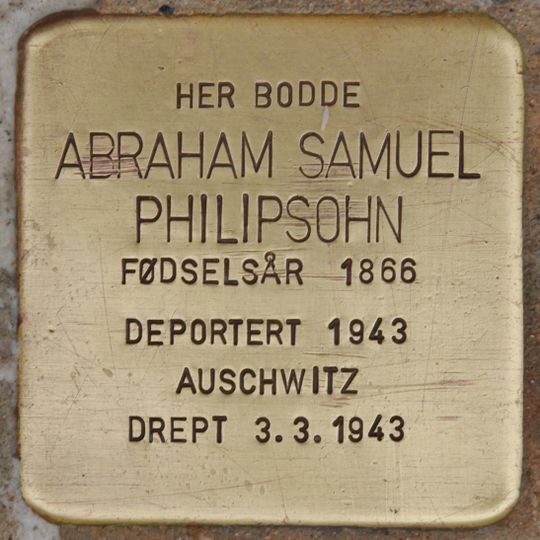 HER BODDE
ABRAHAM SAMUEL
PHILIPSOHN
FØDSELSÅR 1866
DEPORTERT 1943
AUSCHWITZ
DREPT 3.3.1943